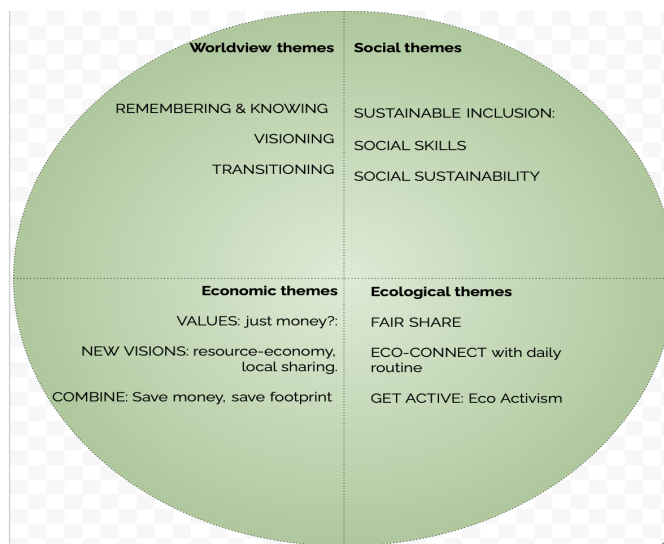 Worldview themes
REMEMBERING & KNOWING
VISIONING
TRANSITIONING
Social themes
SUSTAINABLE INCLUSION:
SOCIAL SKILLS
SOCIAL SUSTAINABILITY
Economic themes
VALUES: just money?:
NEW VISIONS: resource-economy,
local sharing.
COMBINE: Save money, save footprint
Ecological themes
FAIR SHARE
ECO-CONNECT with daily
routine
GET ACTIVE: Eco Activism